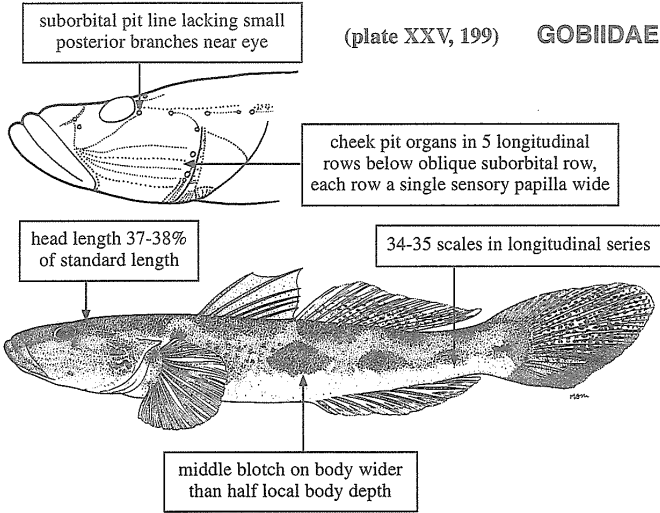 suborbital pit line lacking small
posterior branches near eye
(plate XXV, 199)
GOBIIDAE
cheek pit organs in 5 longitudinal
rows below oblique suborbital row,
each row a single sensory papilla wide
head length 37-38%
of standard length
34-35 scales in longitudinal series
middle blotch on body wider
than half local body depth